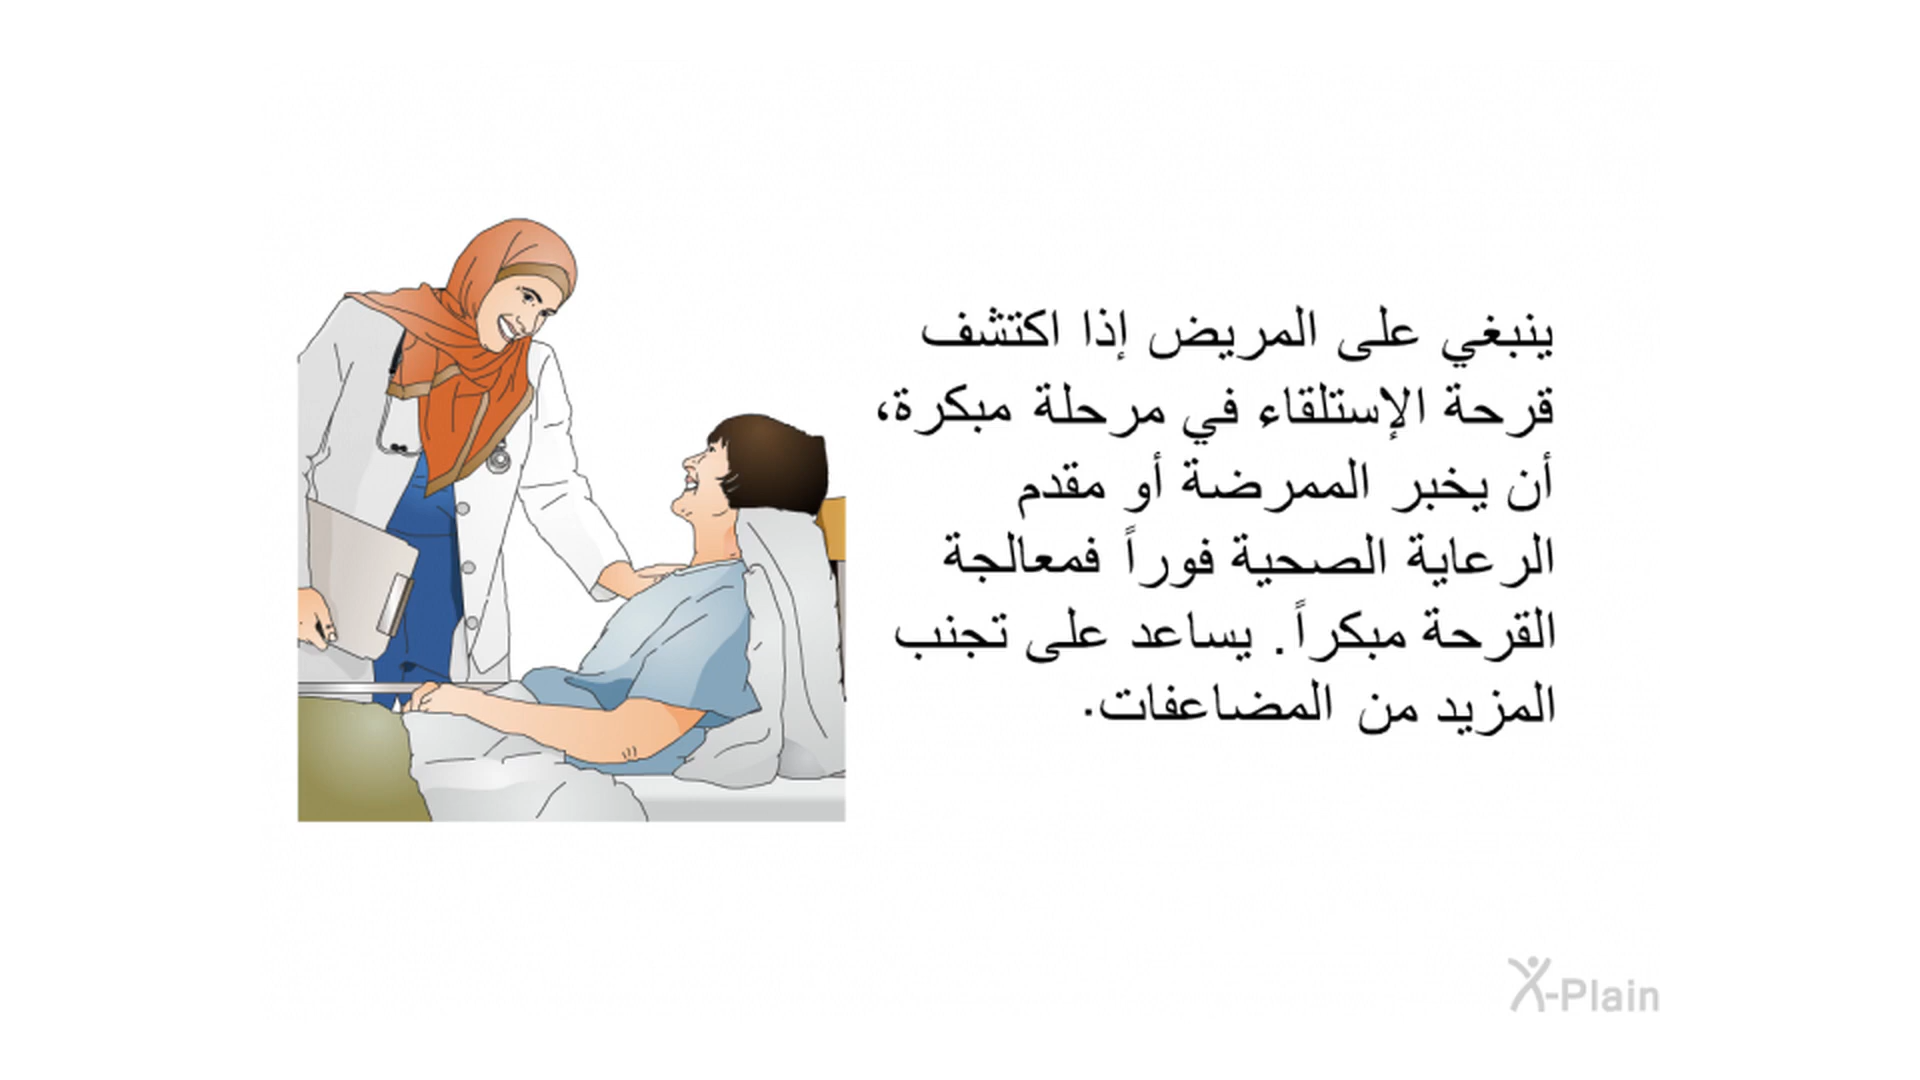 ينبغي على المريض إذا اكتشف
قرحة الإستلقاء في مرحلة مبكرة،
أن يخبر الممرضة أو مقدم
الرعاية الصحية فوراً فمعالجة
القرحة مبكراً. يساعد على تجنب
المزيد من المضاعفات.
X-Plain